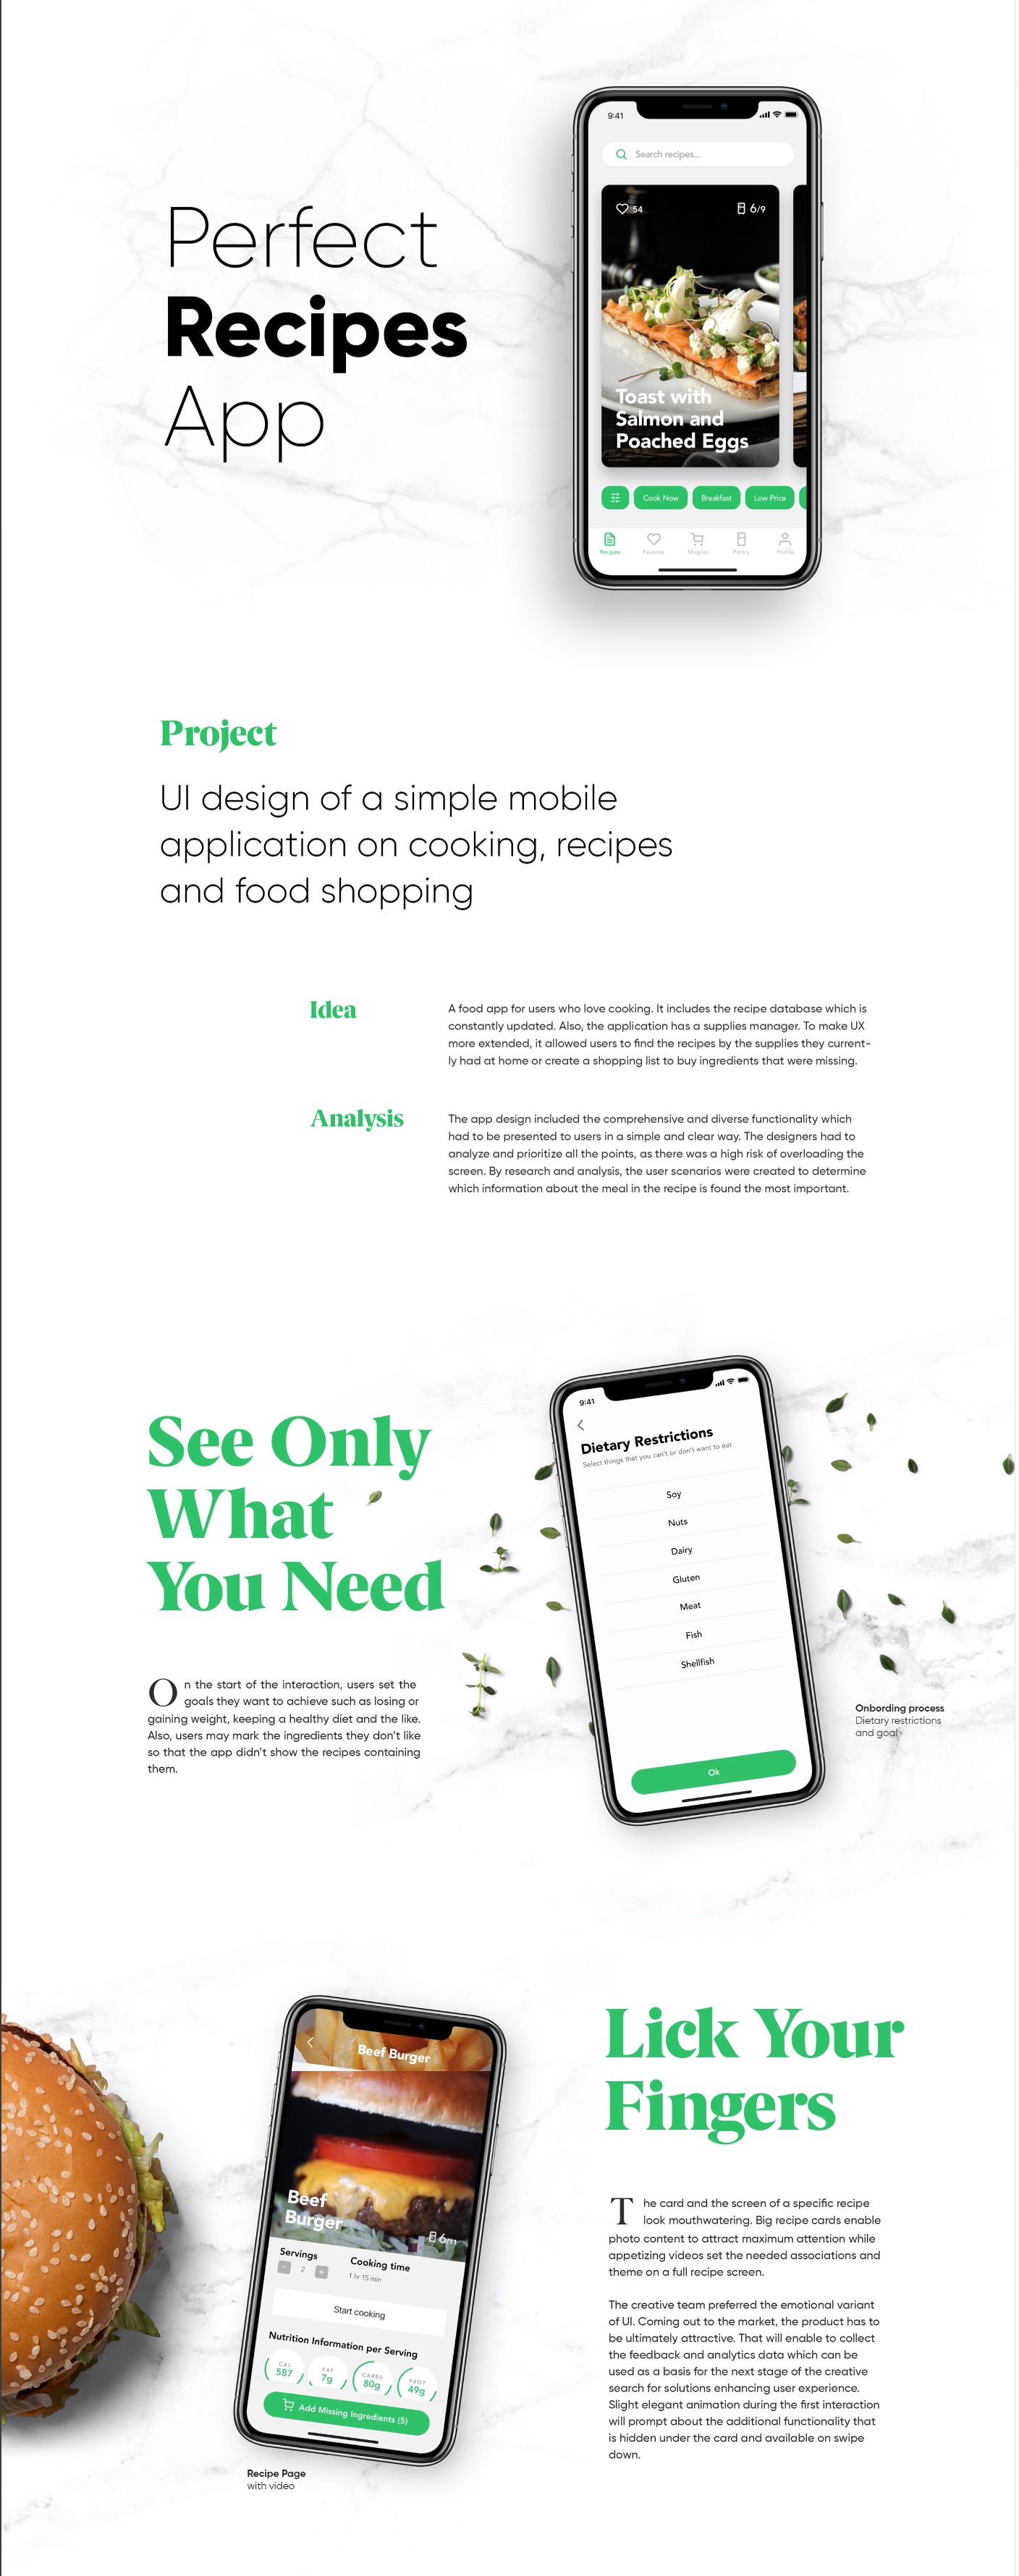 Perfect
Recipes
App
9:41
Search recipes...
54
6/9
Toast with
Salmon and
Poached Eggs
Cook Now
Breakfast
Low Price
Recipes
Favorite
Shoplist
Pantry
Profile
Project
UI design of a simple mobile
application on cooking, recipes
and food shopping
Idea
A food app for users who love cooking. It includes the recipe database which is
constantly updated. Also, the application has a supplies manager. To make UX
more extended, it allowed users to find the recipes by the supplies they current-
ly had at home or create a shopping list to buy ingredients that were missing.
Analysis
The app design included the comprehensive and diverse functionality which
had to be presented to users in a simple and clear way. The designers had to
analyze and prioritize all the points, as there was a high risk of overloading the
screen. By research and analysis, the user scenarios were created to determine
which information about the meal in the recipe is found the most important.
See Only
What
You Need
On the start of the interaction, users set the
goals they want to achieve such as losing or
gaining weight, keeping a healthy diet and the like.
Also, users may mark the ingredients they don't like
so that the app didn't show the recipes containing
them.
9:41
Dietary Restrictions
Select things that you can't or don't want to eat
Soy
Nuts
Dairy
Gluten
Meat
Fish
Shellfish
Ok
Onbording process
Dietary restrictions
and goal
Beef Burger
Beef
Burger
6/11
Servings
- 2 +
Cooking time
1 hr 15 min
Start cooking
Nutrition Information per Serving
CAL
587
FAT
7g
CARBS
80g
PROT
49g
Add Missing Ingredients (5)
Recipe Page
with video
Lick Your
Fingers
The card and the screen of a specific recipe
look mouthwatering. Big recipe cards enable
photo content to attract maximum attention while
appetizing videos set the needed associations and
theme on a full recipe screen.
The creative team preferred the emotional variant
of UI. Coming out to the market, the product has to
be ultimately attractive. That will enable to collect
the feedback and analytics data which can be
used as a basis for the next stage of the creative
search for solutions enhancing user experience.
Slight elegant animation during the first interaction
will prompt about the additional functionality that
is hidden under the card and available on swipe
down.